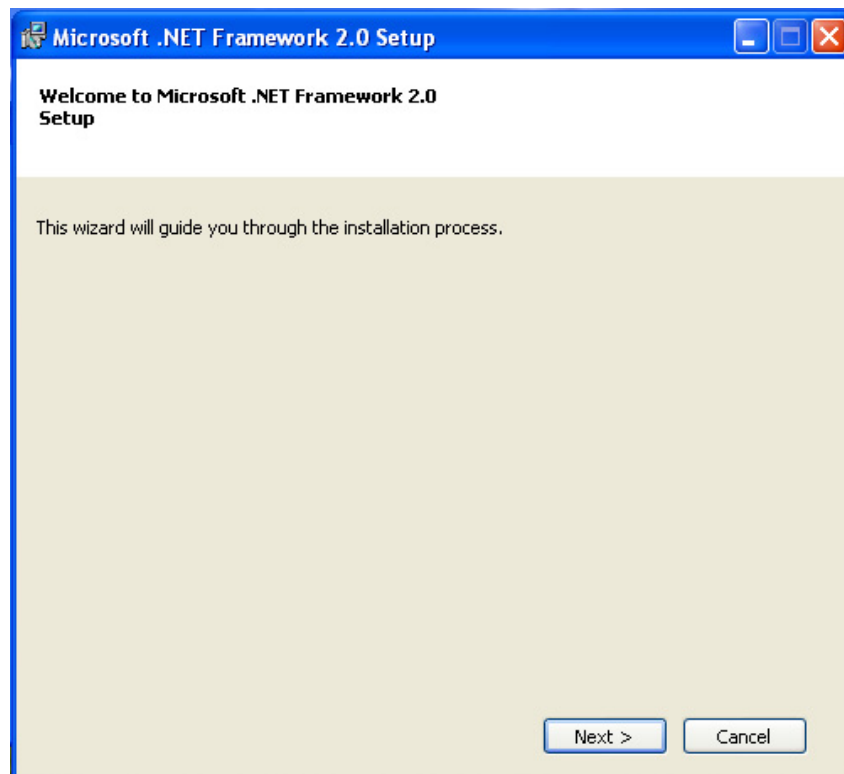 Microsoft .NET Framework 2.0 Setup
Welcome to Microsoft .NET Framework 2.0
Setup
This wizard will guide you through the installation process.
Next > Cancel